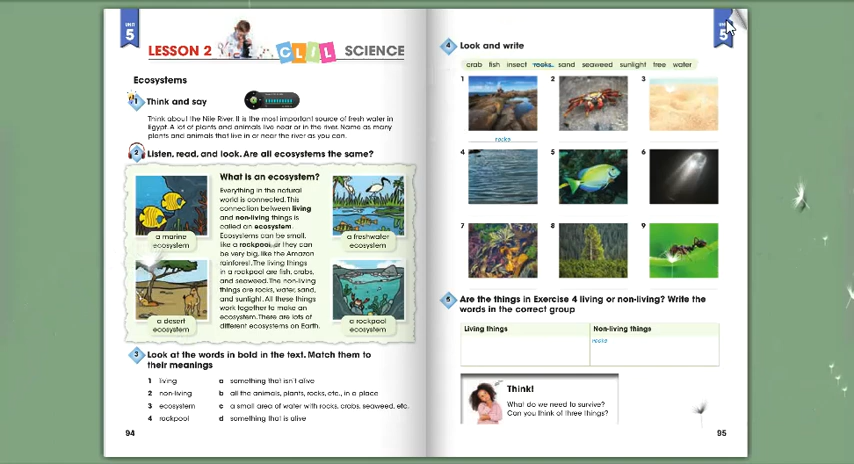 UNIT
5
LESSON 2
CLIL SCIENCE
Ecosystems
1 Think and say
Think about the Nile River. It is the most important source of fresh water in
Egypt. A lot of plants and animals live near or in the river. Name as many
plants and animals that live in or near the river as you can.
2 Listen, read, and look. Are all ecosystems the same?
What is an ecosystem?
Everything in the natural
world is connected. This
connection between living
and non-living things is
called an ecosystem.
Ecosystems can be small,
like a rockpool, or they can
be very big, like the Amazon
rainforest. The living things
in a rockpool are fish, crabs,
and seaweed. The non-living
things are rocks, water, sand,
and sunlight. All these things
work together to make an
ecosystem. There are lots of
different ecosystems on Earth.
a marine
ecosystem
a freshwater
ecosystem
a desert
ecosystem
a rockpool
ecosystem
3 Look at the words in bold in the text. Match them to
their meanings
1 living a something that isn't alive
2 non-living b all the animals, plants, rocks, etc., in a place
3 ecosystem c a small area of water with rocks, crabs, seaweed, etc.
4 rockpool d something that is alive
94
5
4 Look and write
crab fish insect rocks sand seaweed sunlight tree water
1 2 3
rocks
4 5 6
7 8 9
5 Are the things in Exercise 4 living or non-living? Write the
words in the correct group
Living things Non-living things
rocks
Think!
What do we need to survive?
Can you think of three things?
95